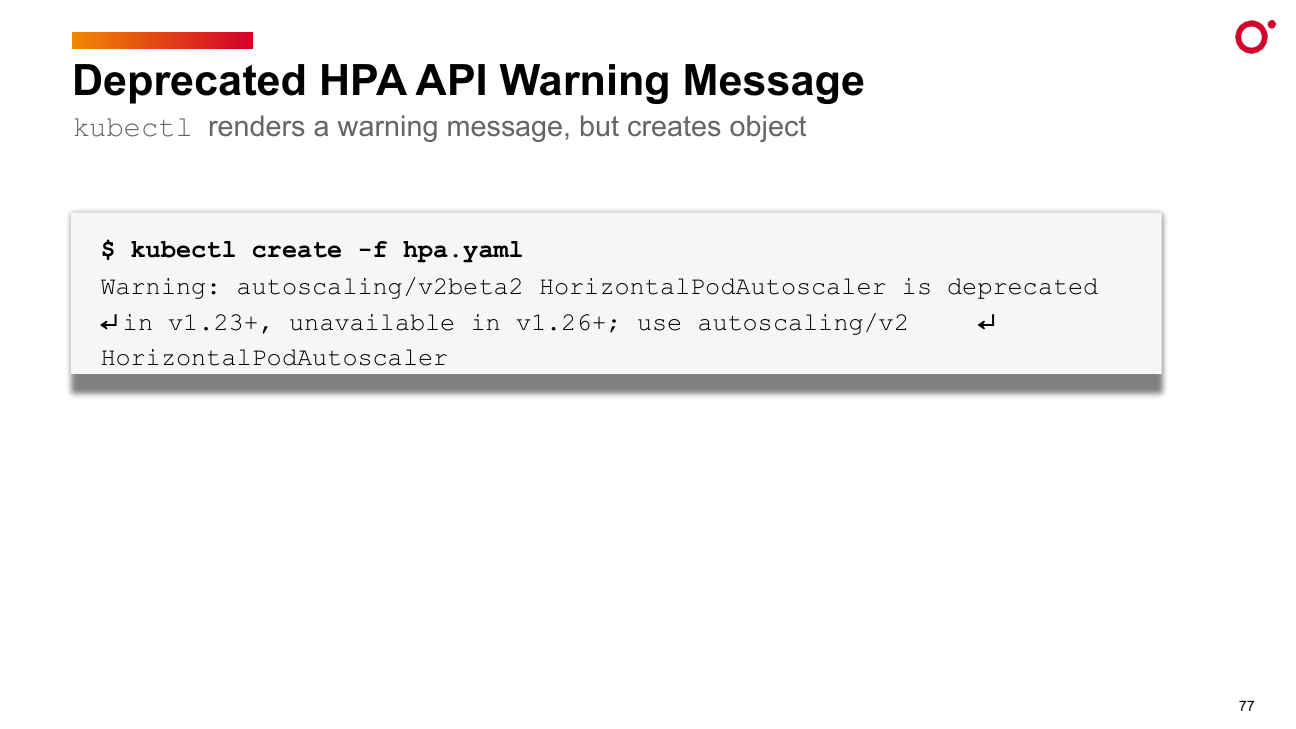 Deprecated HPA API Warning Message
kubectl renders a warning message, but creates object
$ kubectl create -f hpa.yaml
Warning: autoscaling/v2beta2 HorizontalPodAutoscaler is deprecated
↵in v1.23+, unavailable in v1.26+; use autoscaling/v2 ↵
HorizontalPodAutoscaler
77